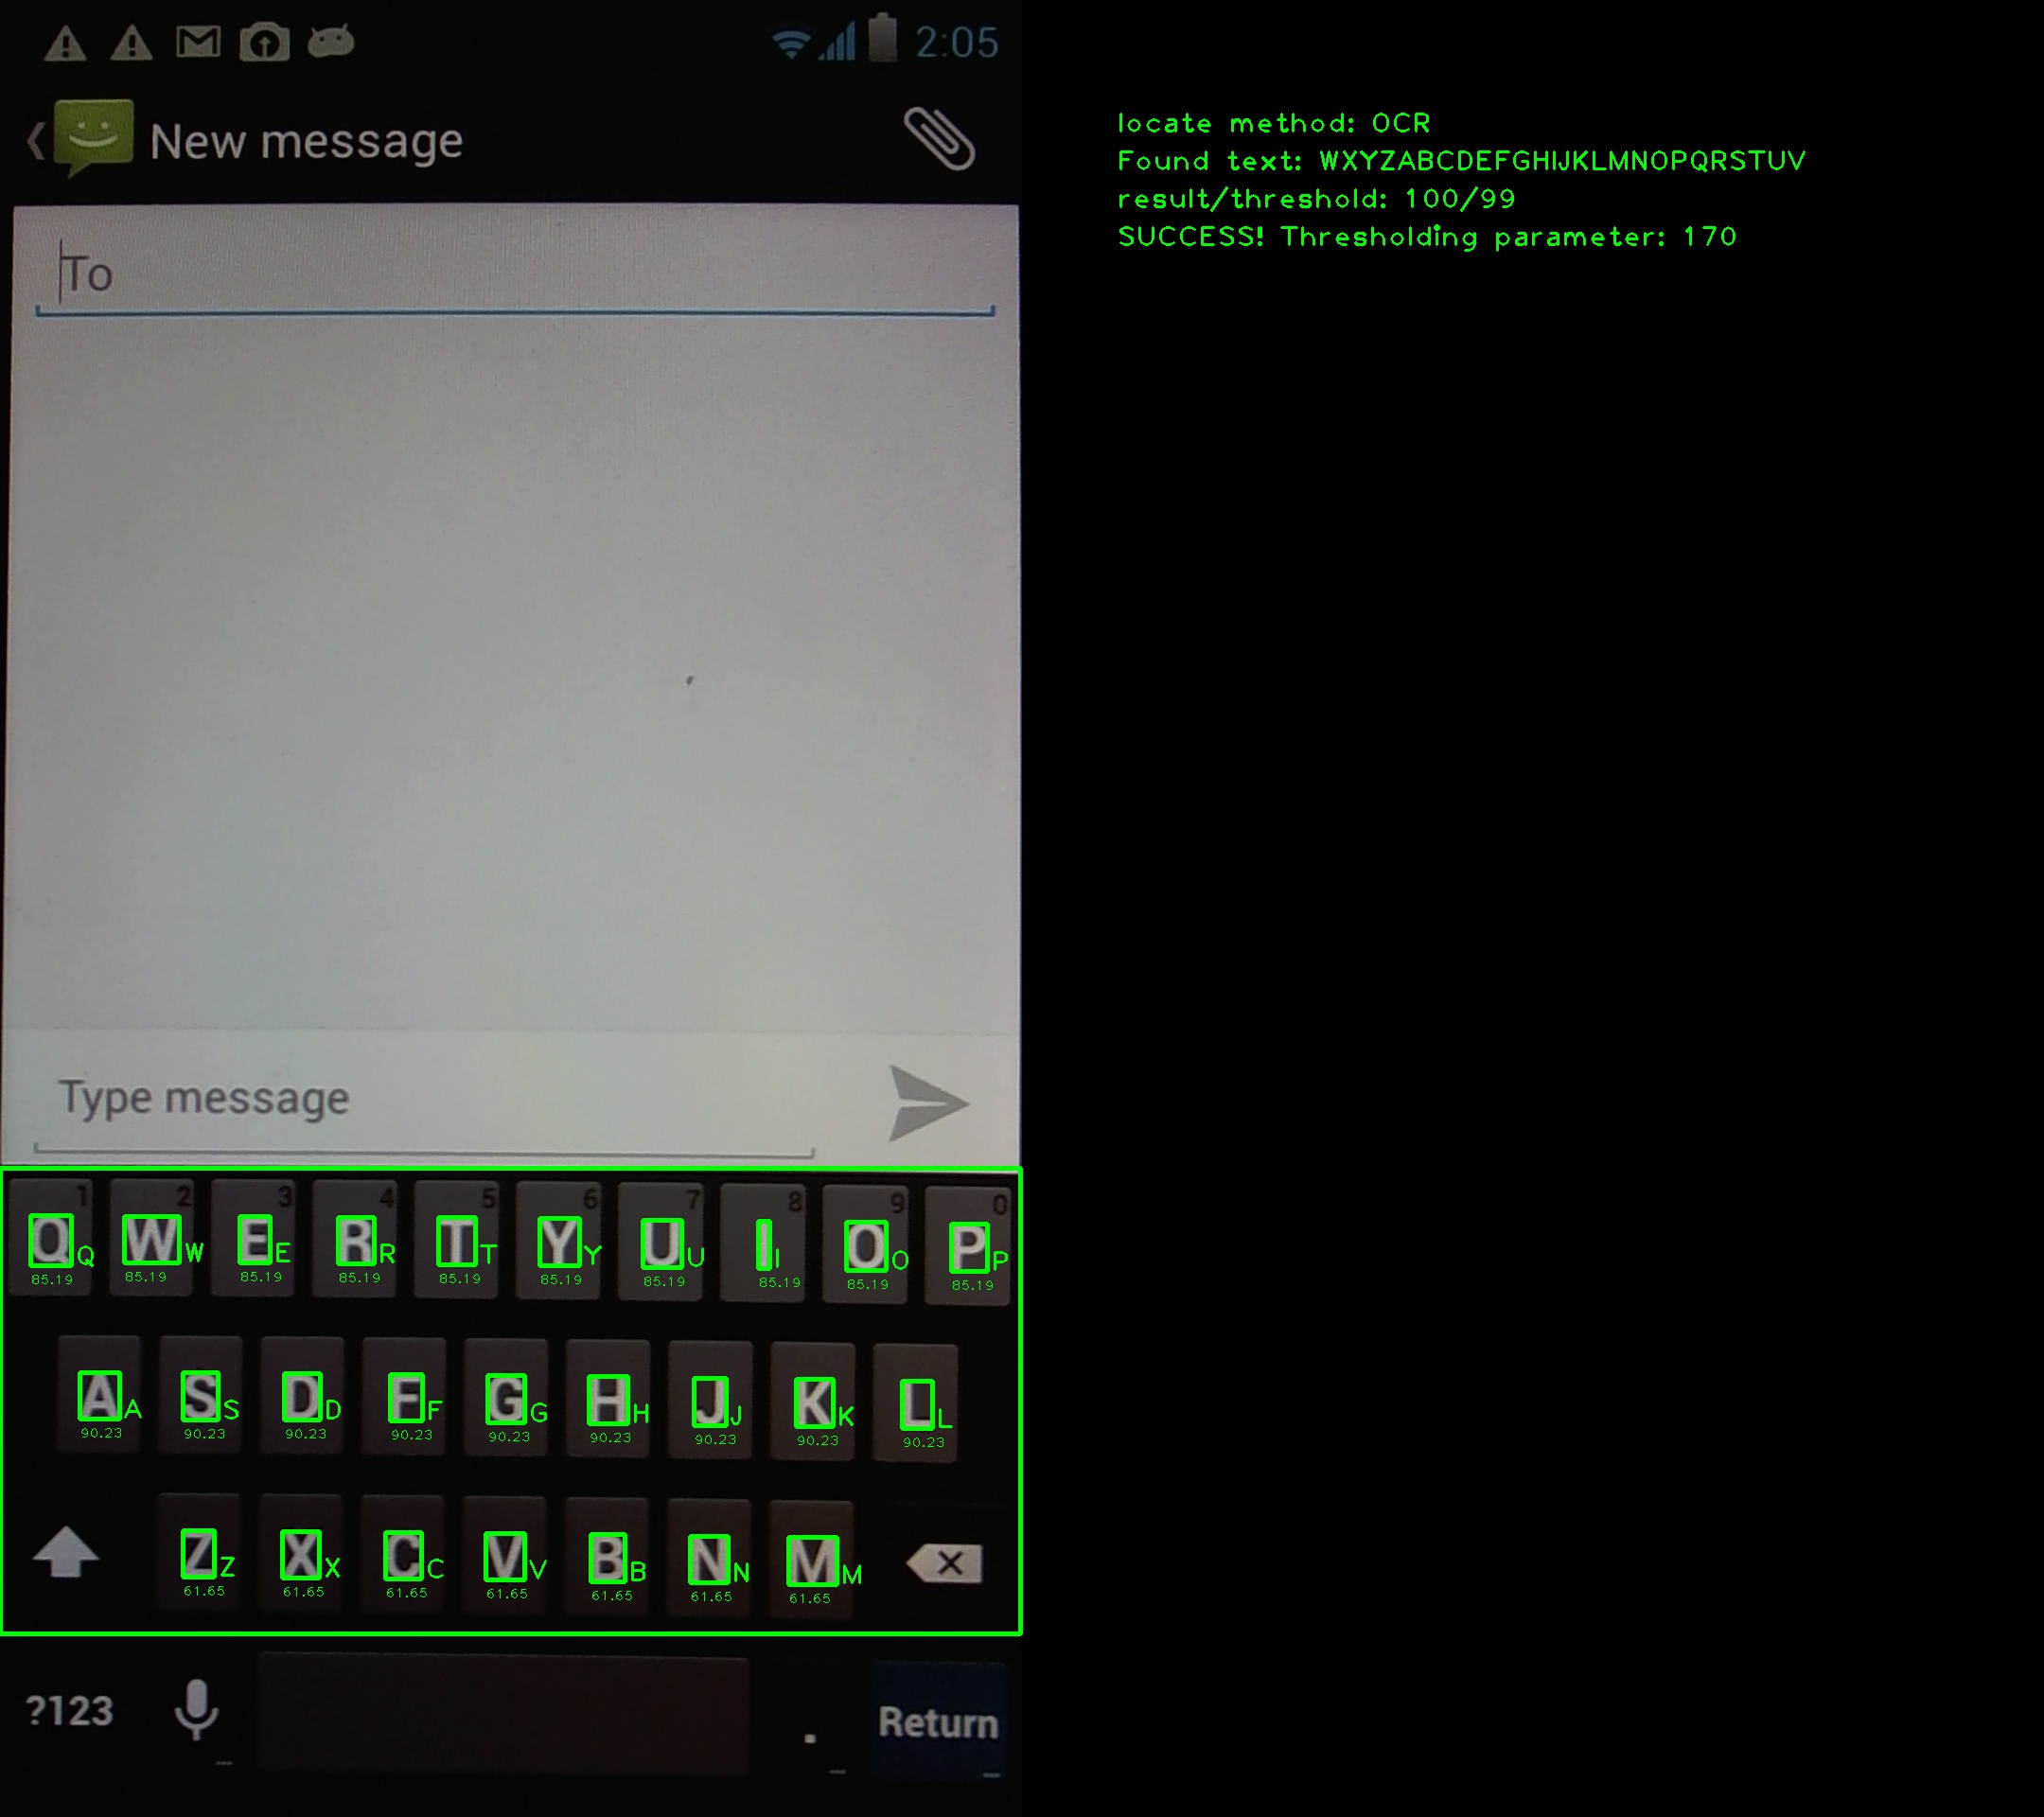 2:05
New message
locate method: OCR
Found text: WXYZABCDEFGHIJKLMNOPQRSTUV
result/threshold: 100/99
SUCCESS! Thresholding parameter: 170
To
Type message
1 2 3 4 5 6 7 8 9 0
Q Q W W E E R R T T Y Y U U I I O O P P
85.19 85.19 85.19 85.19 85.19 85.19 85.19 85.19 85.19 85.19
A A S S D D F F G G H H J J K K L L
90.23 90.23 90.23 90.23 90.23 90.23 90.23 90.23 90.23
Z Z X X C C V V B B N N M M
61.65 61.65 61.65 61.65 61.65 61.65 61.65
?123 . Return